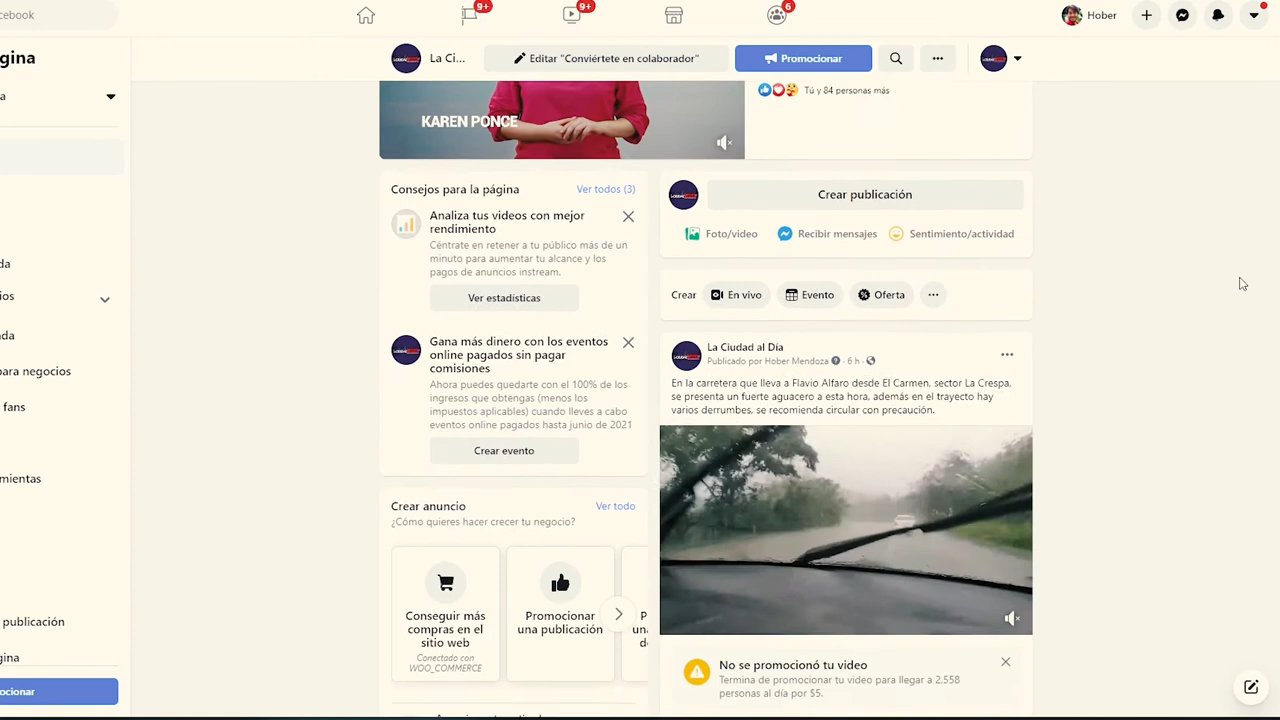 cebook
9+
9+
6
Hober
gina
La Ci...
Editar "Conviértete en colaborador"
Promocionar
a
Tú y 84 personas más
KAREN PONCE
Consejos para la página
Ver todos (3)
Analiza tus videos con mejor
rendimiento
Céntrate en retener a tu público más de un
minuto para aumentar tu alcance y los
pagos de anuncios instream.
Ver estadísticas
Gana más dinero con los eventos
online pagados sin pagar
comisiones
Ahora puedes quedarte con el 100% de los
ingresos que obtengas (menos los
impuestos aplicables) cuando lleves a cabo
eventos online pagados hasta junio de 2021
Crear evento
Crear anuncio
Ver todo
¿Cómo quieres hacer crecer tu negocio?
Conseguir más
compras en el
sitio web
Conectado con
WOO_COMMERCE
Promocionar
una publicación
P
una
de
Crear publicación
Foto/video
Recibir mensajes
Sentimiento/actividad
Crear
En vivo
Evento
Oferta
La Ciudad al Día
Publicado por Hober Mendoza · 6 h ·
En la carretera que lleva a Flavio Alfaro desde El Carmen, sector La Crespa,
se presenta un fuerte aguacero a esta hora, además en el trayecto hay
varios derrumbes, se recomienda circular con precaución.
No se promocionó tu video
Termina de promocionar tu video para llegar a 2,558
personas al día por $5.
da
ios
da
para negocios
fans
mientas
publicación
gina
ocionar